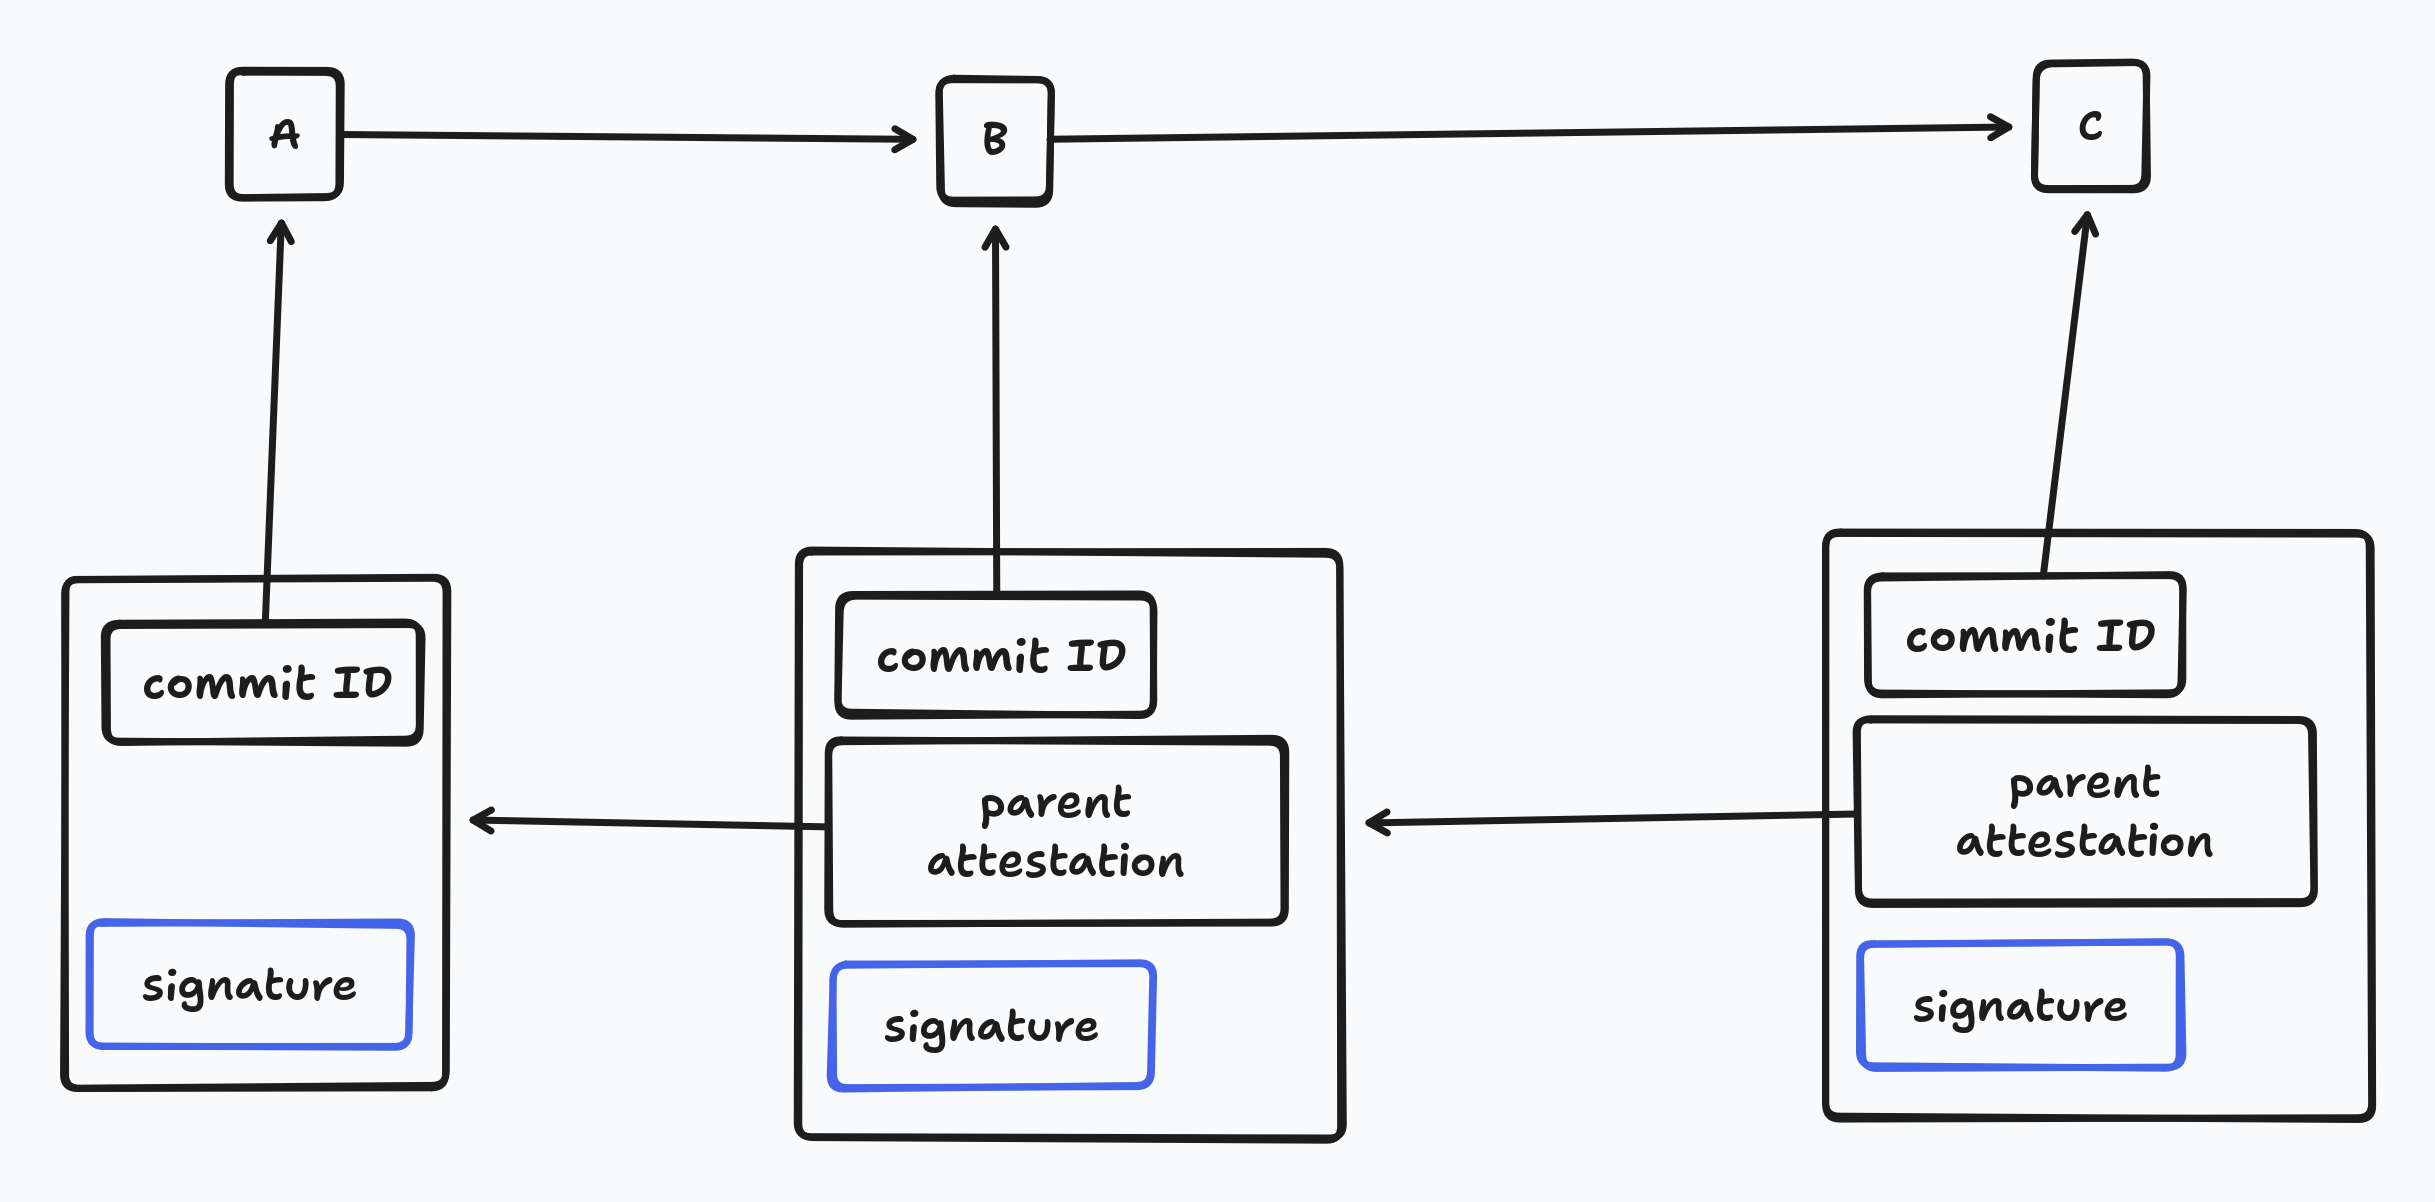 A
B
C
commit ID
signature
commit ID
parent
attestation
signature
commit ID
parent
attestation
signature